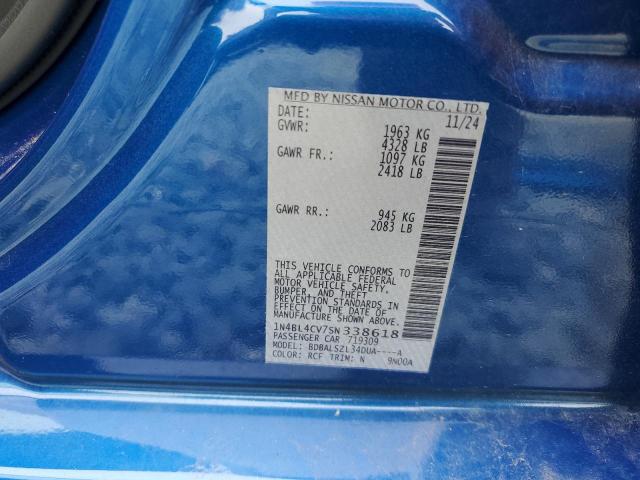 MFD BY NISSAN MOTOR CO., LTD.
DATE: 11/24
GVWR: 1963 KG
4328 LB
GAWR FR.: 1097 KG
2418 LB
GAWR RR.: 945 KG
2083 LB
THIS VEHICLE CONFORMS TO
ALL APPLICABLE FEDERAL
MOTOR VEHICLE SAFETY,
BUMPER, AND THEFT
PREVENTION STANDARDS IN
EFFECT ON THE DATE OF
MANUFACTURE SHOWN ABOVE.
1N4BL4CV7SN338618
PASSENGER CAR 719309
MODEL: BDBALSZL34DUA----A
COLOR: RCF TRIM: N 9N00A